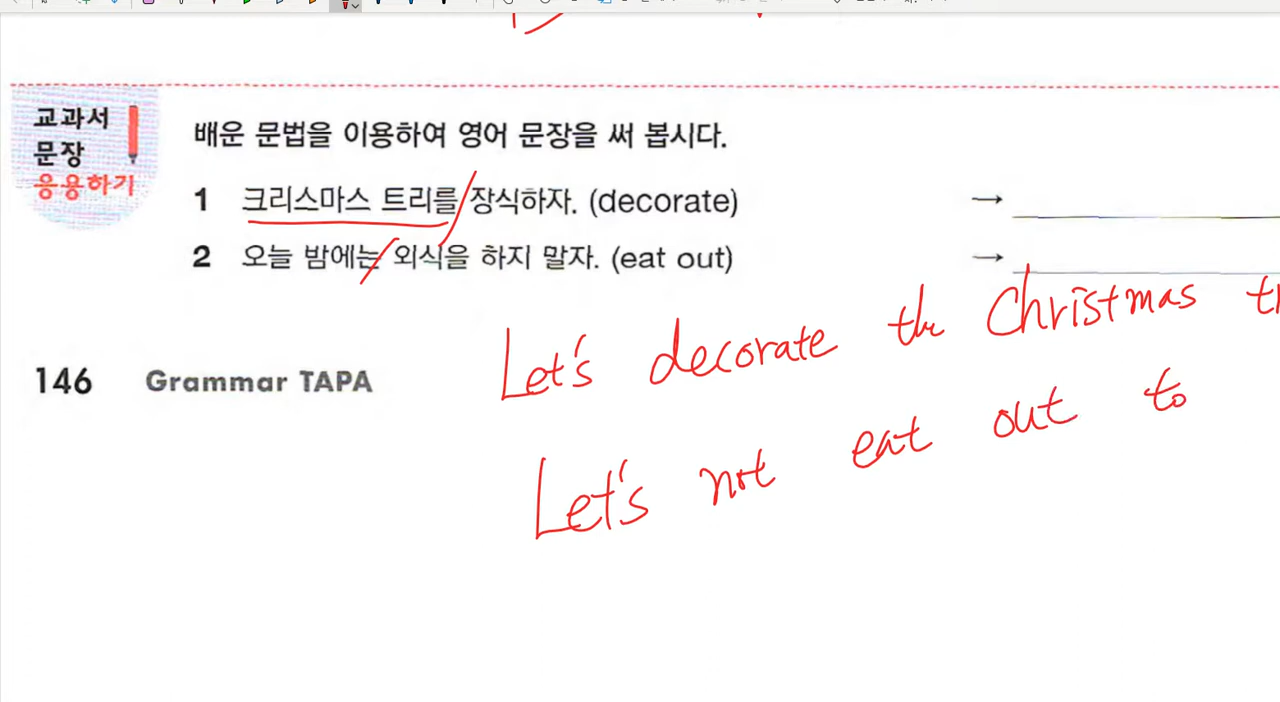 교과서
문장
응용하기
배운 문법을 이용하여 영어 문장을 써 봅시다.
1 크리스마스 트리를 장식하자. (decorate) →
2 오늘 밤에는 외식을 하지 말자. (eat out) →
Let's decorate the Christmas
Let's not eat out to
146 Grammar TAPA